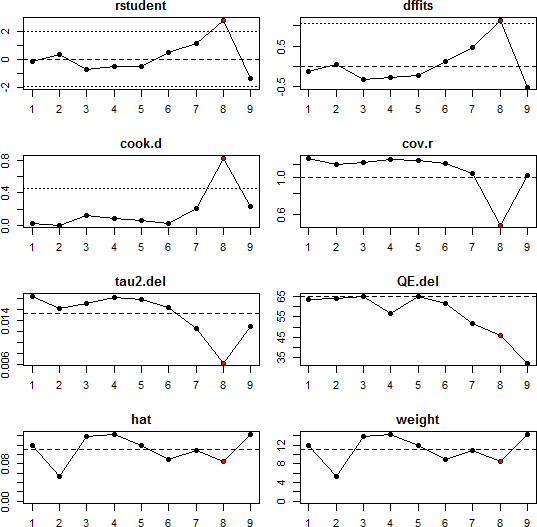 rstudent
dffits
2
0
-2
1 2 3 4 5 6 7 8 9
0.5
-0.5
1 2 3 4 5 6 7 8 9
cook.d
cov.r
0.8
0.4
0.0
1 2 3 4 5 6 7 8 9
1.0
0.6
1 2 3 4 5 6 7 8 9
tau2.del
QE.del
0.014
0.006
1 2 3 4 5 6 7 8 9
65
55
45
35
1 2 3 4 5 6 7 8 9
hat
weight
0.08
0.00
1 2 3 4 5 6 7 8 9
12
8
4
0
1 2 3 4 5 6 7 8 9